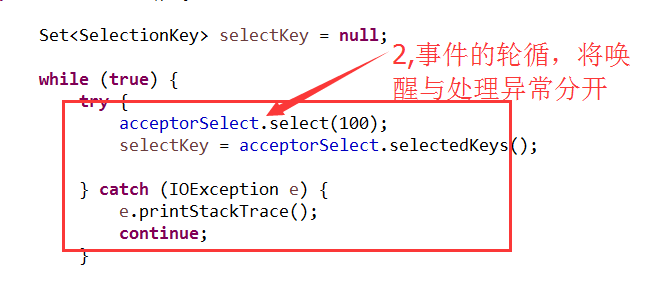 Set<SelectionKey> selectKey = null;
while (true) {
2,事件的轮循，将唤
醒与处理异常分开
try {
acceptorSelect.select(100);
selectKey = acceptorSelect.selectedKeys();
} catch (IOException e) {
e.printStackTrace();
continue;
}